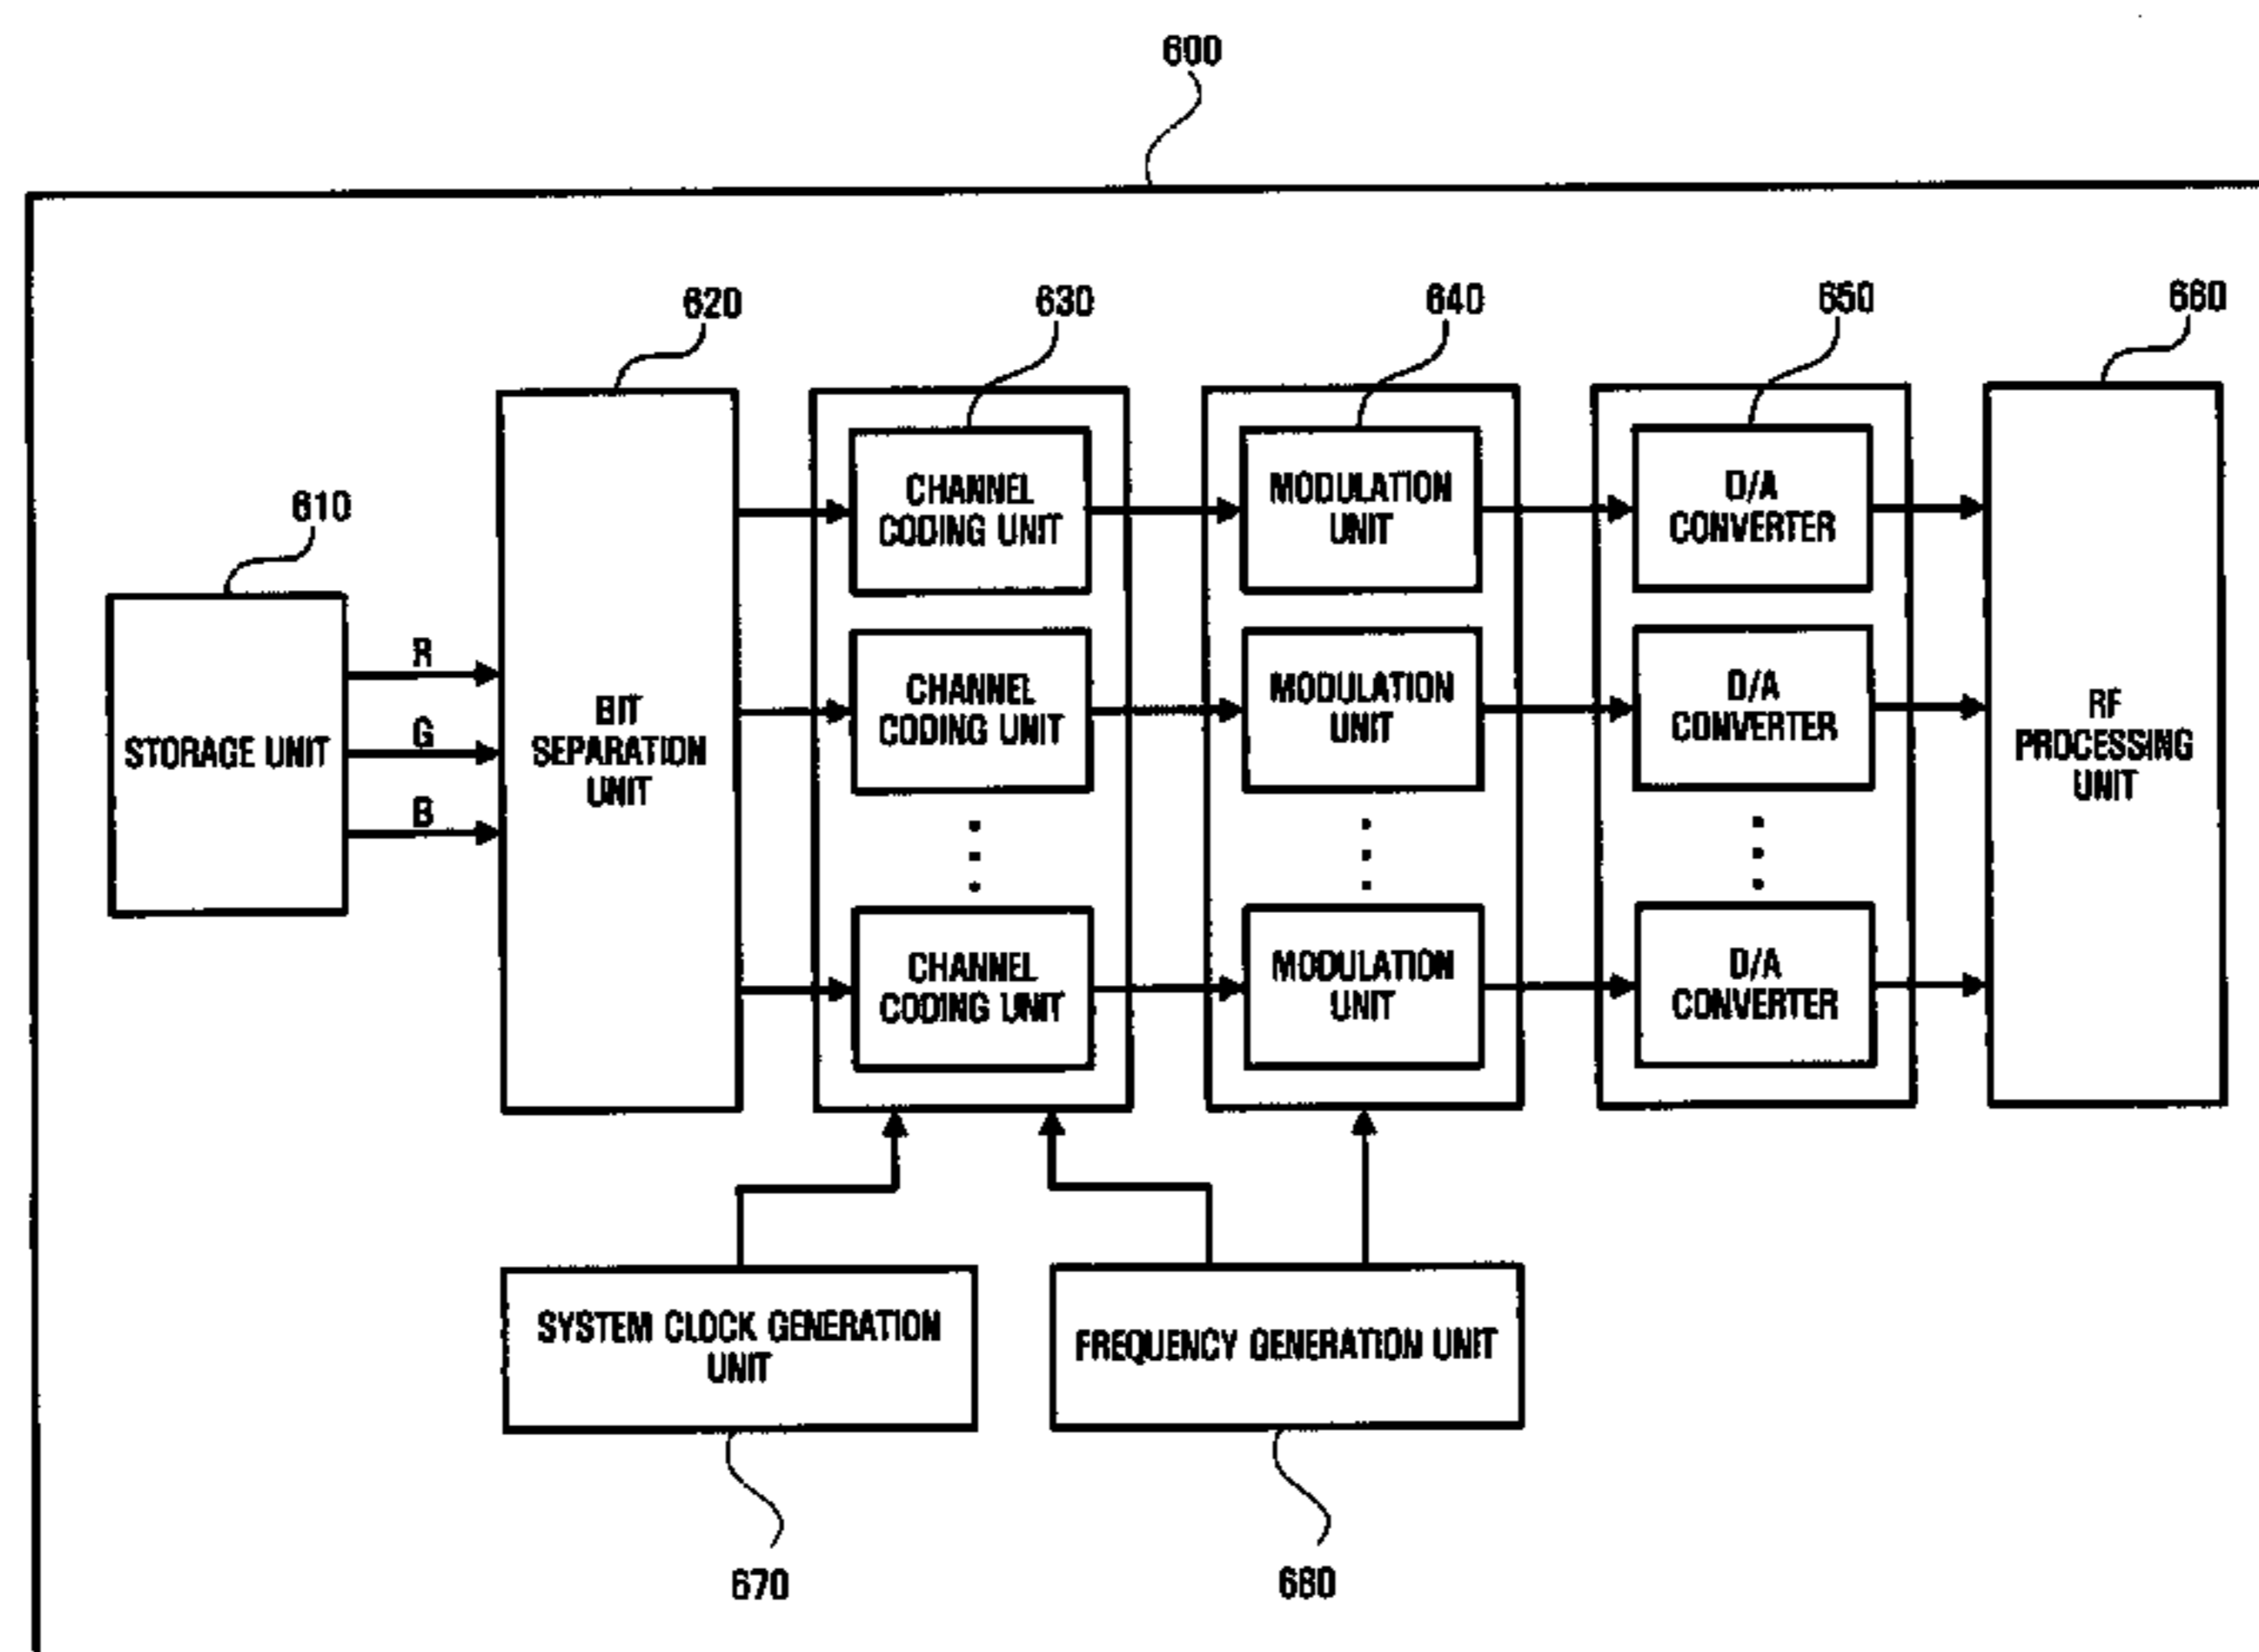 600
620
630
640
650
660
610
CHANNEL
CODING UNIT
MODULATION
UNIT
D/A
CONVERTER
R
G
B
STORAGE UNIT
BIT
SEPARATION
UNIT
CHANNEL
CODING UNIT
MODULATION
UNIT
D/A
CONVERTER
RF
PROCESSING
UNIT
CHANNEL
CODING UNIT
MODULATION
UNIT
D/A
CONVERTER
SYSTEM CLOCK GENERATION
UNIT
FREQUENCY GENERATION UNIT
670
680